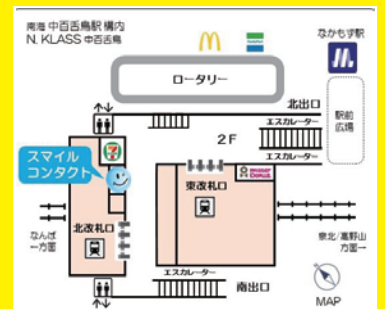 南海 中百舌鳥駅 構内
N. KLASS 中百舌鳥
なかもず駅
ロータリー
北出口
エスカレーター
駅前
広場
2F
エスカレーター
スマイル
コンタクト
東改札口
mister
Donut
北改札口
なんば
←方面
泉北/高野山
方面→
エスカレーター
南出口
MAP